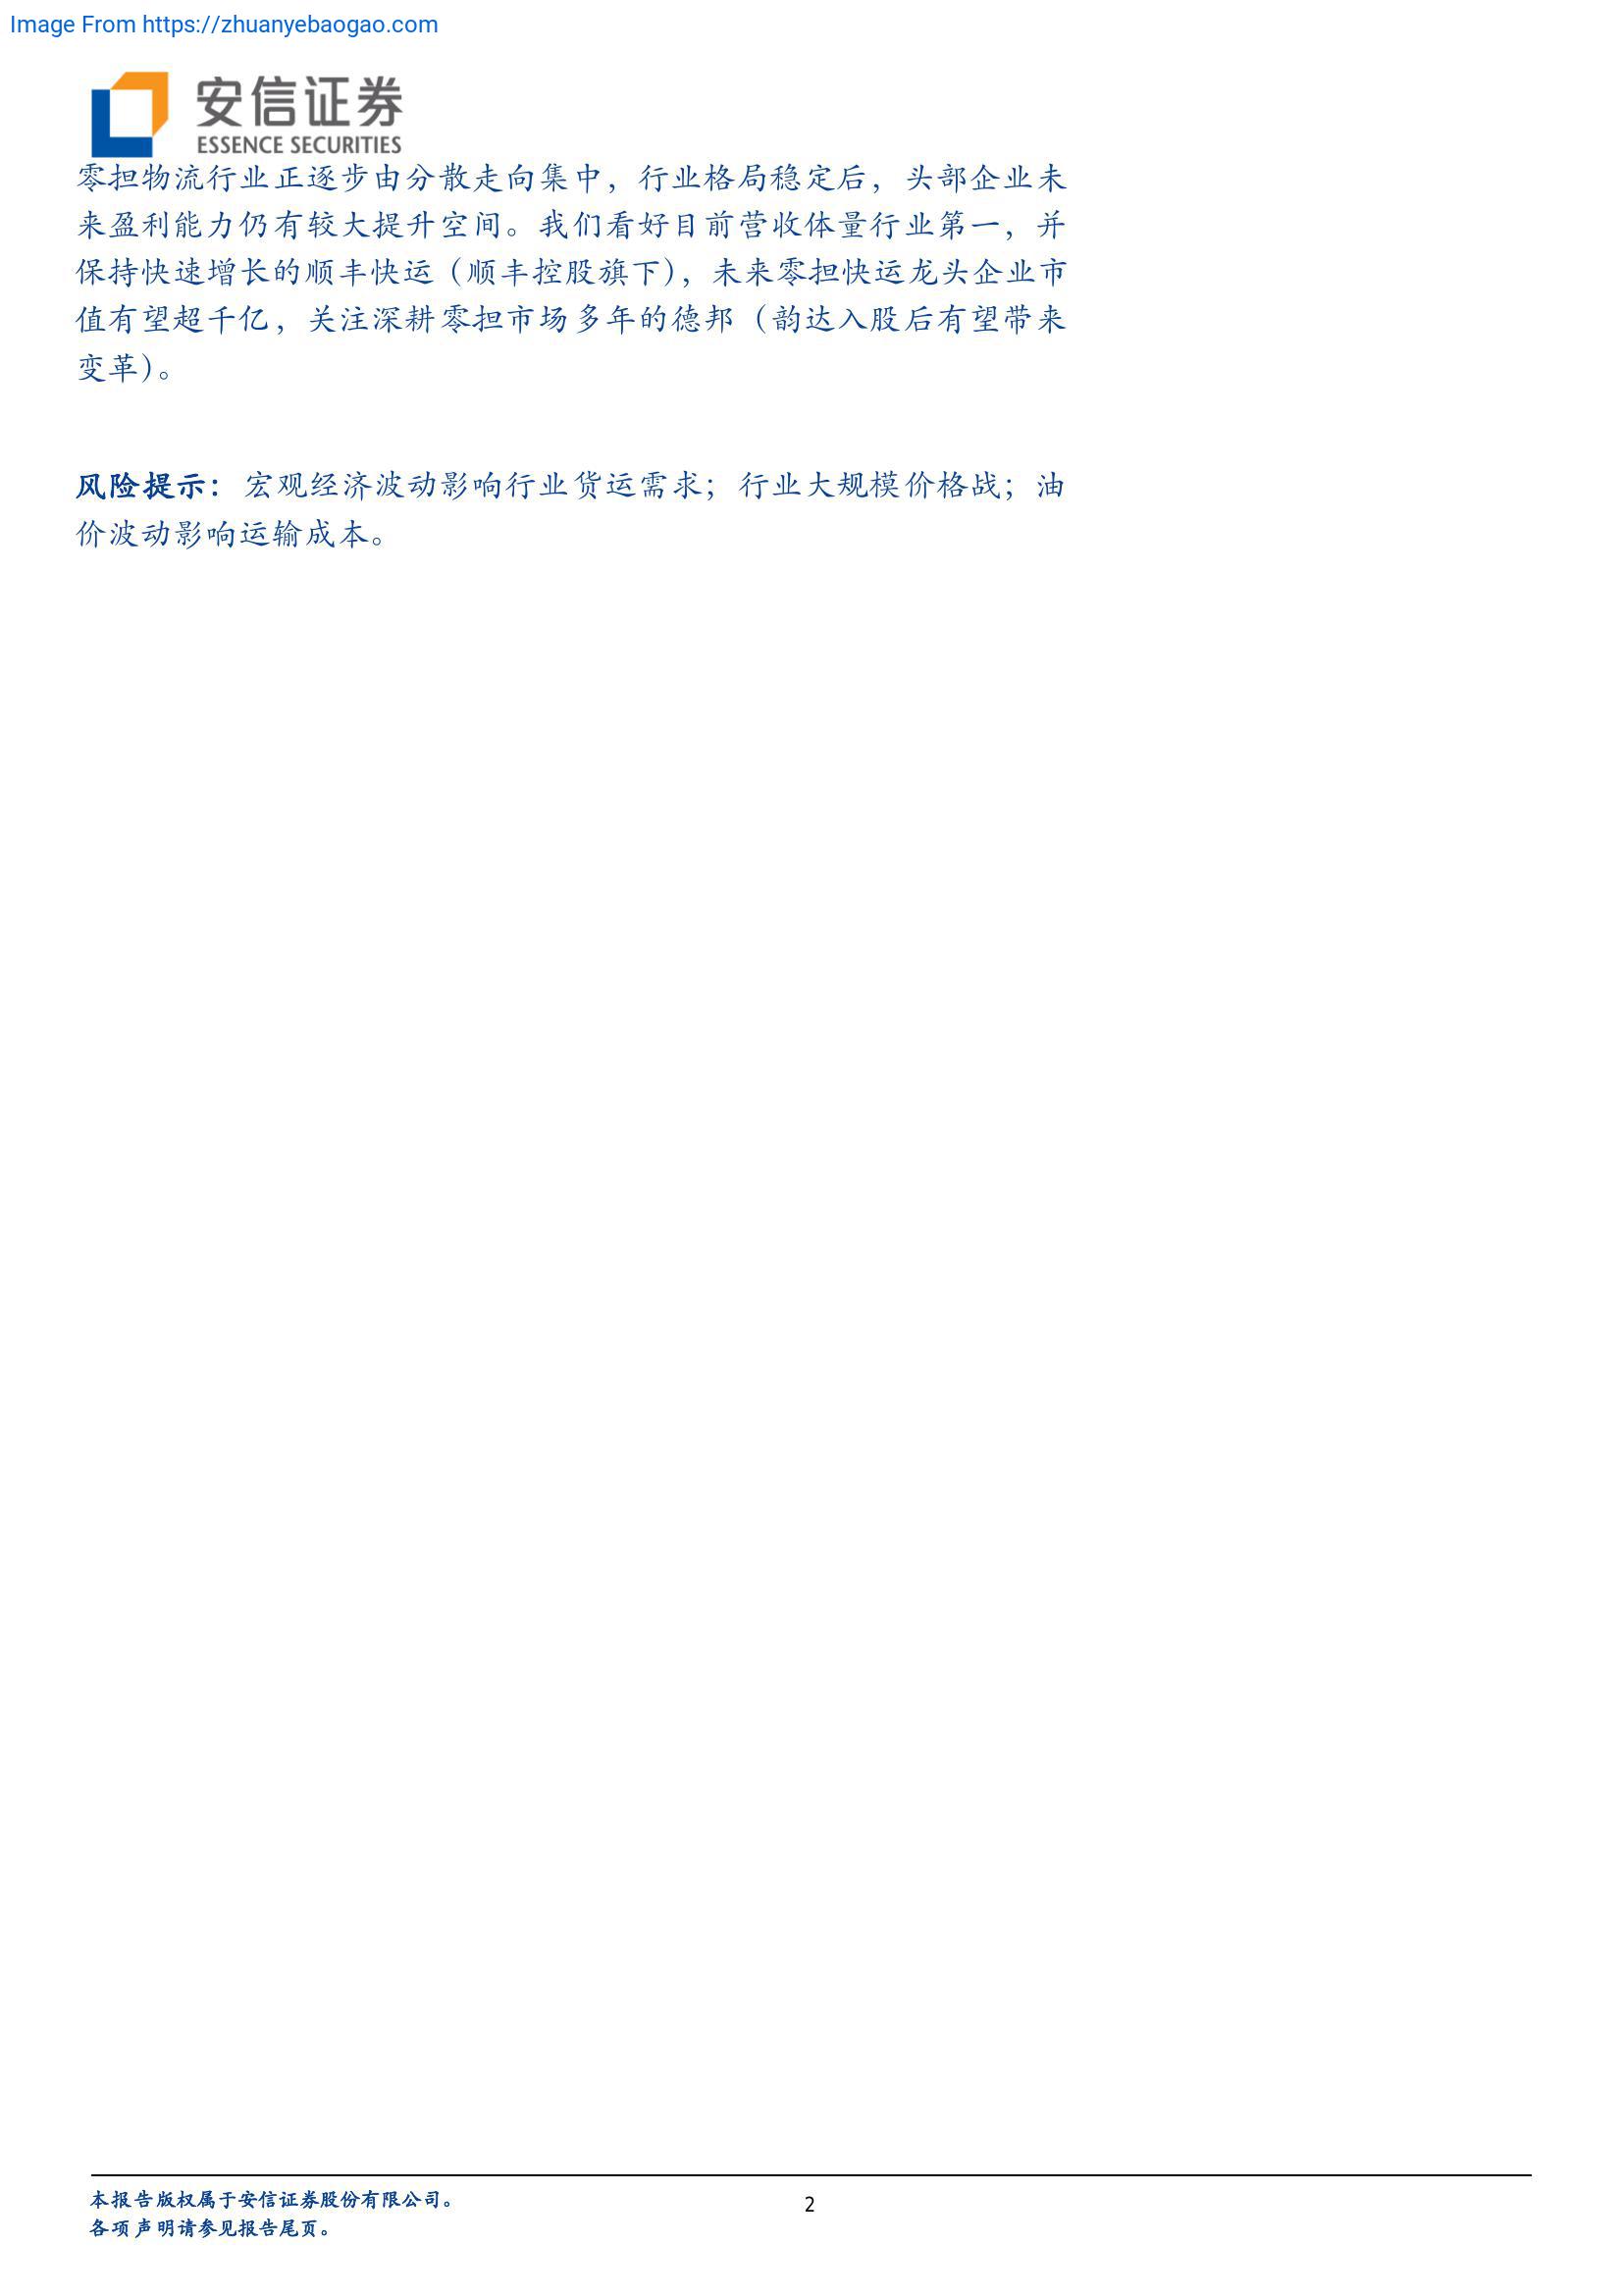 Image From https://zhuanyebaogao.com
安信证券
ESSENCE SECURITIES
零担物流行业正逐步由分散走向集中，行业格局稳定后，头部企业未
来盈利能力仍有较大提升空间。我们看好目前营收体量行业第一，并
保持快速增长的顺丰快运（顺丰控股旗下），未来零担快运龙头企业市
值有望超千亿，关注深耕零担市场多年的德邦（韵达入股后有望带来
变革）。
风险提示：宏观经济波动影响行业货运需求；行业大规模价格战；油
价波动影响运输成本。
本报告版权属于安信证券股份有限公司。
2
各项声明请参见报告尾页。